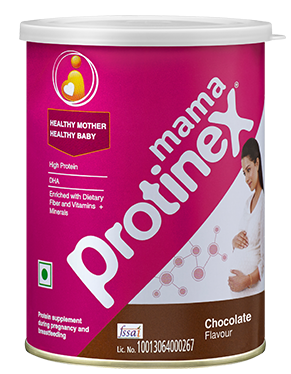 HEALTHY MOTHER
HEALTHY BABY
High Protein
DHA
Enriched with Dietary
Fiber and Vitamins +
Minerals
mama
Protinex®
Protein supplement
during pregnancy and
breastfeeding
fssai
Lic. No. 10013064000267
Chocolate
Flavour